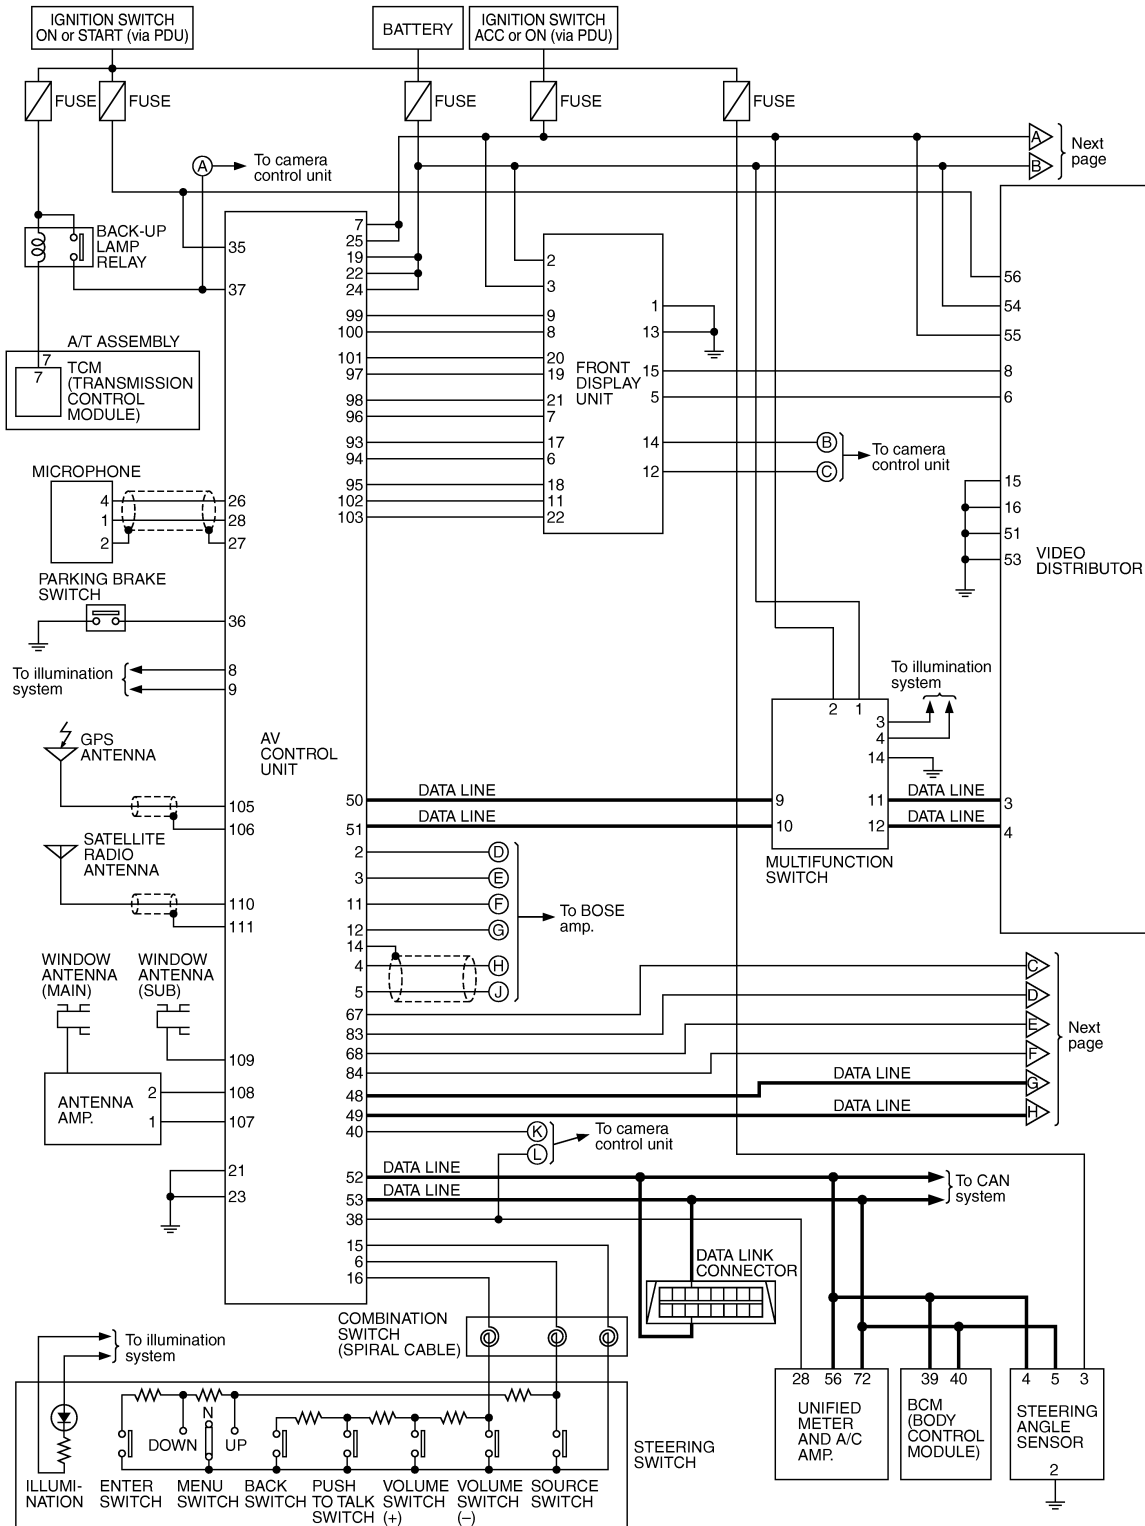 IGNITION SWITCH
ON or START (via PDU)
BATTERY
IGNITION SWITCH
ACC or ON (via PDU)
FUSE
FUSE
FUSE
FUSE
FUSE
A
To camera
control unit
A
B
Next
page
BACK-UP
LAMP
RELAY
35
37
7
25
19
22
24
99
100
101
97
98
96
93
94
95
102
103
2
3
9
8
20
19
21
7
17
6
18
11
22
FRONT
DISPLAY
UNIT
1
13
15
5
14
12
B
C
To camera
control unit
56
54
55
8
6
15
16
51
53
VIDEO
DISTRIBUTOR
A/T ASSEMBLY
7
7
TCM
(TRANSMISSION
CONTROL
MODULE)
MICROPHONE
4
1
2
26
28
27
PARKING BRAKE
SWITCH
36
To illumination
system
8
9
GPS
ANTENNA
AV
CONTROL
UNIT
105
106
SATELLITE
RADIO
ANTENNA
110
111
WINDOW
ANTENNA
(MAIN)
WINDOW
ANTENNA
(SUB)
109
ANTENNA
AMP.
2
1
108
107
21
23
To illumination
system
2
1
3
4
14
50
DATA LINE
9
11
DATA LINE
3
51
DATA LINE
10
12
DATA LINE
4
MULTIFUNCTION
SWITCH
2
D
3
E
11
F
12
G
14
4
H
5
J
To BOSE
amp.
67
83
68
84
48
49
DATA LINE
DATA LINE
C
D
E
F
G
H
Next
page
40
K
L
To camera
control unit
52
DATA LINE
53
DATA LINE
To CAN
system
38
15
6
16
DATA LINK
CONNECTOR
COMBINATION
SWITCH
(SPIRAL CABLE)
To illumination
system
28
56
72
UNIFIED
METER
AND A/C
AMP.
39
40
BCM
(BODY
CONTROL
MODULE)
4
5
3
STEERING
ANGLE
SENSOR
2
N
DOWN
UP
STEERING
SWITCH
ILLUMI-
NATION
ENTER
SWITCH
MENU
SWITCH
BACK
SWITCH
PUSH
TO TALK
SWITCH
VOLUME
SWITCH
(+)
VOLUME
SWITCH
(–)
SOURCE
SWITCH